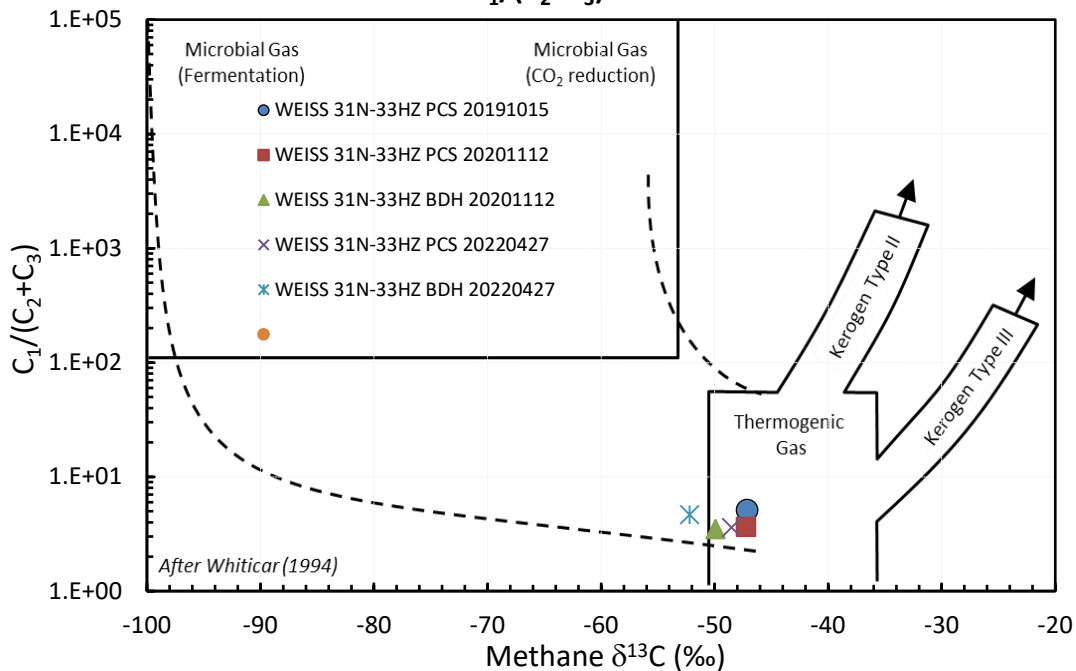 1.E+05
1.E+04
1.E+03
1.E+02
1.E+01
1.E+00
C₁/(C₂+C₃)
Microbial Gas
(Fermentation)
Microbial Gas
(CO₂ reduction)
WEISS 31N-33HZ PCS 20191015
WEISS 31N-33HZ PCS 20201112
WEISS 31N-33HZ BDH 20201112
WEISS 31N-33HZ PCS 20220427
WEISS 31N-33HZ BDH 20220427
Kerogen Type II
Kerogen Type III
Thermogenic
Gas
After Whiticar (1994)
-100 -90 -80 -70 -60 -50 -40 -30 -20
Methane δ¹³C (‰)